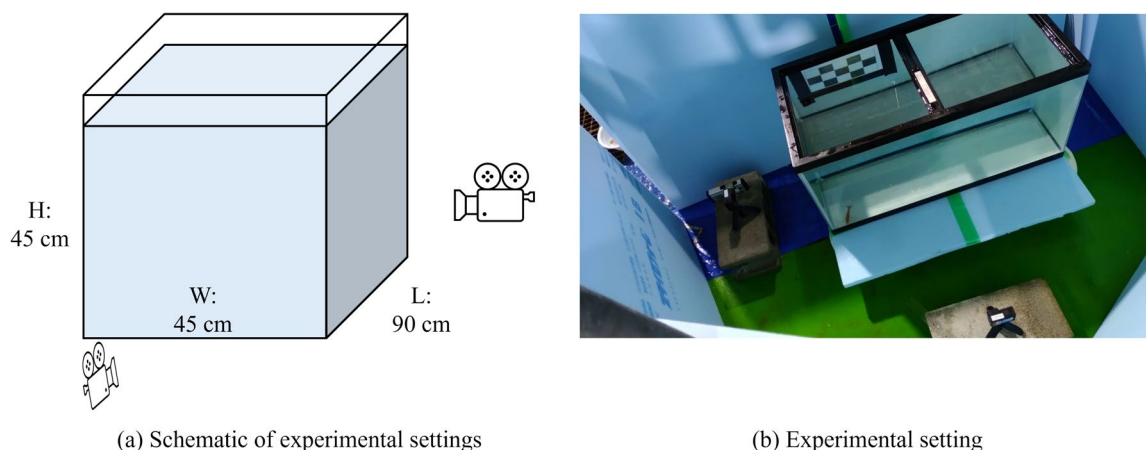 H:
45 cm
W:
45 cm
L:
90 cm
(a) Schematic of experimental settings
(b) Experimental setting